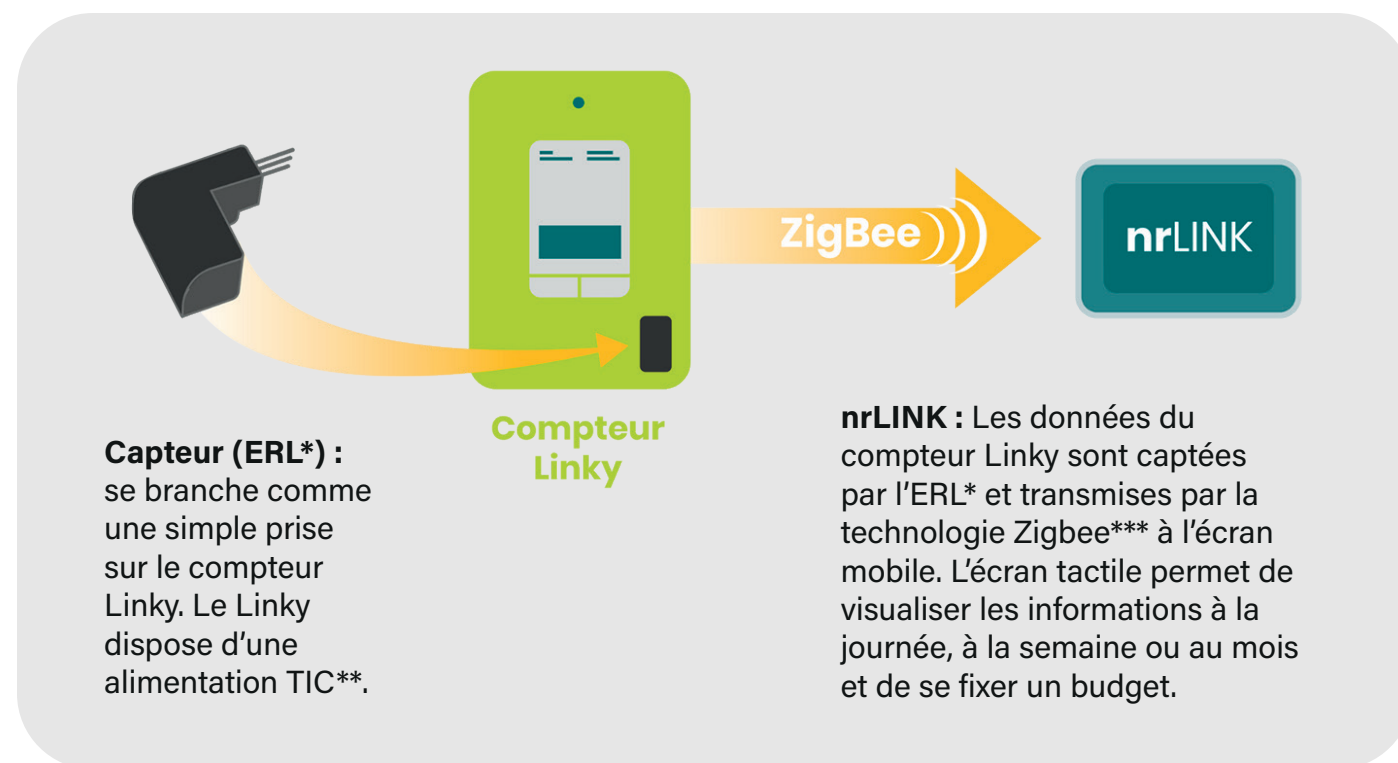 ZigBee
nrLINK
Compteur
Linky
Capteur (ERL*) :
se branche comme
une simple prise
sur le compteur
Linky. Le Linky
dispose d’une
alimentation TIC**.
nrLINK : Les données du
compteur Linky sont captées
par l’ERL* et transmises par la
technologie Zigbee*** à l’écran
mobile. L’écran tactile permet de
visualiser les informations à la
journée, à la semaine ou au mois
et de se fixer un budget.